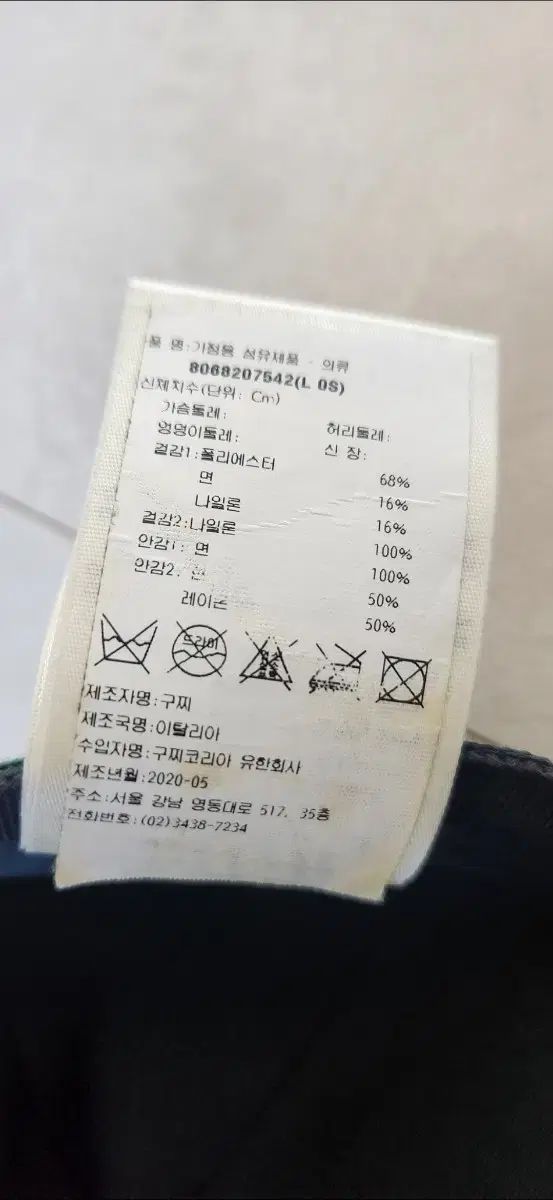 품 명:가정용 섬유제품 - 의류
8068207542(L 0S)
신체치수(단위: Cm)
가슴둘레: 허리둘레:
엉덩이둘레: 신 장:
겉감1:폴리에스터 68%
면 16%
나일론 16%
겉감2:나일론 100%
안감1: 면 100%
안감2: 면 50%
레이온 50%
드라이
제조자명:구찌
제조국명:이탈리아
수입자명:구찌코리아 유한회사
제조년월:2020-05
주소:서울 강남 영동대로 517, 35층
전화번호:(02)3438-7234